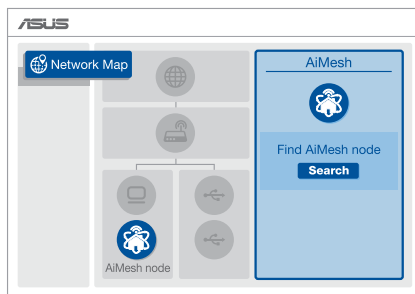 ASUS
Network Map
AiMesh
Find AiMesh node
Search
AiMesh node